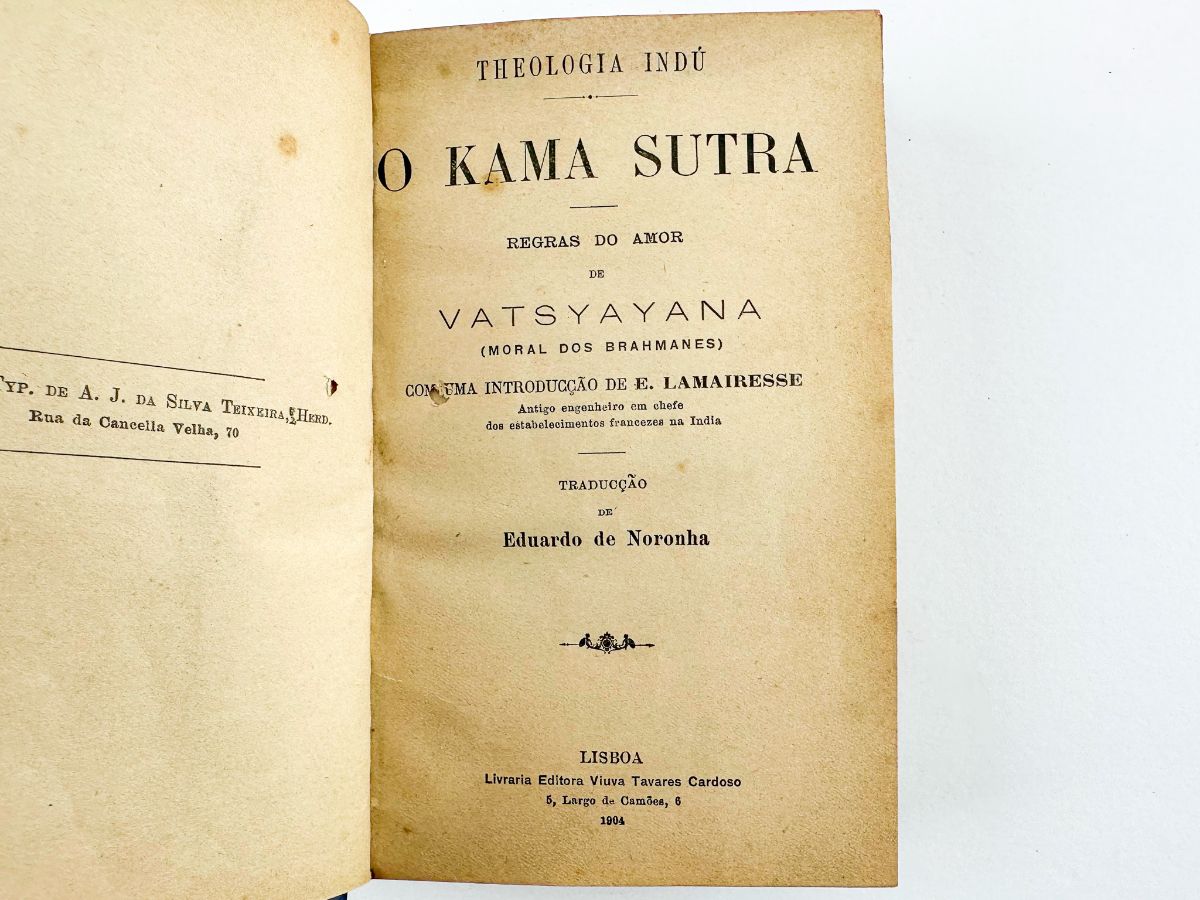 TYP. DE A. J. DA SILVA TEIXEIRA, HERD.
Rua da Cancella Velha, 70
THEOLOGIA INDÚ
O KAMA SUTRA
REGRAS DO AMOR
DE
VATSYAYANA
(MORAL DOS BRAHMANES)
COM UMA INTRODUCÇÃO DE E. LAMAIRESSE
Antigo engenheiro em chefe
dos estabelecimentos francezes na India
TRADUCÇÃO
DE
Eduardo de Noronha
LISBOA
Livraria Editora Viuva Tavares Cardoso
5, Largo de Camões, 6
1904